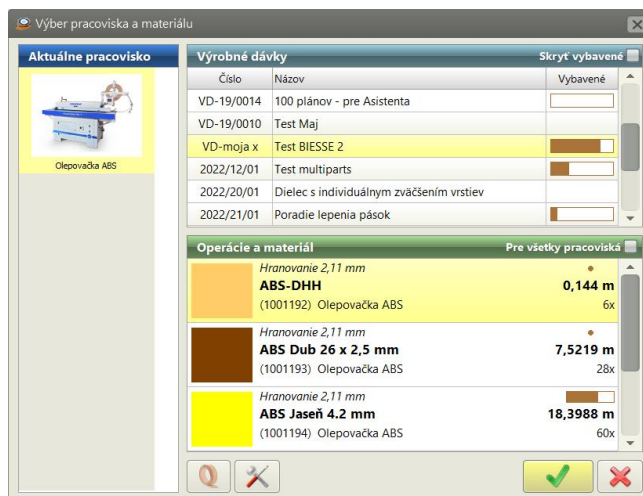 Výber pracoviska a materiálu
Aktuálne pracovisko
Olepovačka ABS
Výrobné dávky Skryť vybavené
Číslo Názov Vybavené
VD-19/0014 100 plánov - pre Asistenta
VD-19/0010 Test Maj
VD-moja x Test BIESSE 2
2022/12/01 Test multiparts
2022/20/01 Dielec s individuálnym zväčšením vrstiev
2022/21/01 Poradie lepenia pások
Operácie a materiál Pre všetky pracoviská
Hranovanie 2,11 mm
ABS-DHH 0,144 m
(1001192) Olepovačka ABS 6x
Hranovanie 2,11 mm
ABS Dub 26 x 2,5 mm 7,5219 m
(1001193) Olepovačka ABS 28x
Hranovanie 2,11 mm
ABS Jaseň 4.2 mm 18,3988 m
(1001194) Olepovačka ABS 60x